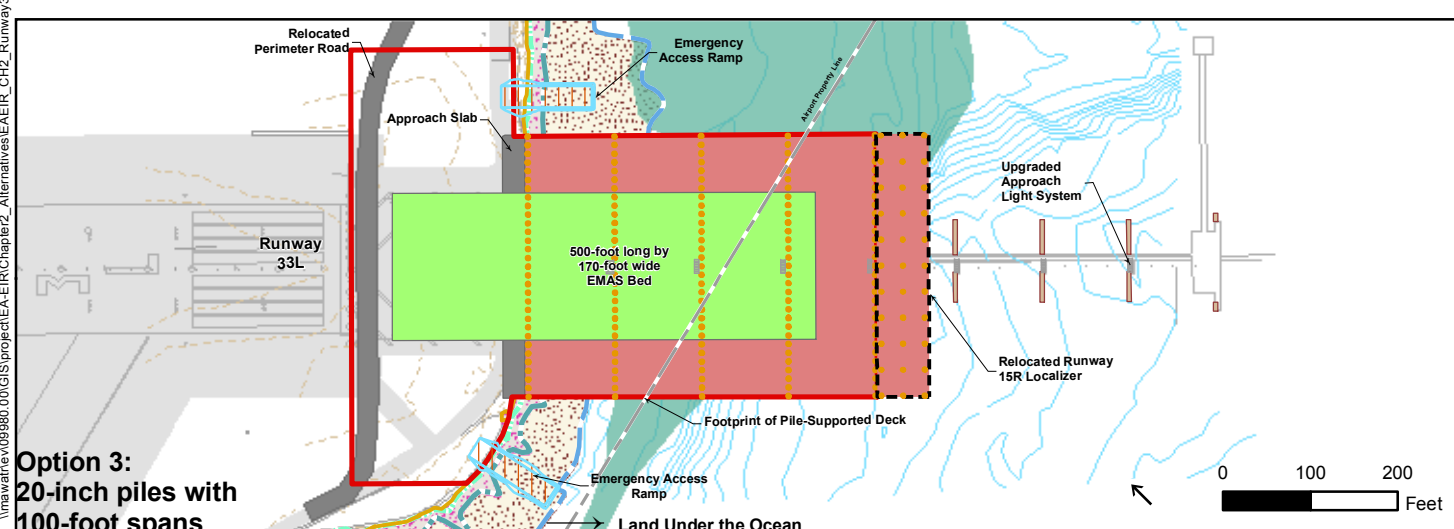 \\mawatnev\09980.00\GIS\project\EA-EIR\Chapter2_Alternatives\EAEIR_CH2_Runway3
Relocated
Perimeter Road
Emergency
Access Ramp
Airport Property Line
Approach Slab
Upgraded
Approach
Light System
Runway
33L
500-foot long by
170-foot wide
EMAS Bed
Relocated Runway
15R Localizer
Footprint of Pile-Supported Deck
Option 3:
20-inch piles with
100-foot spans
Emergency Access
Ramp
Land Under the Ocean
0 100 200
Feet